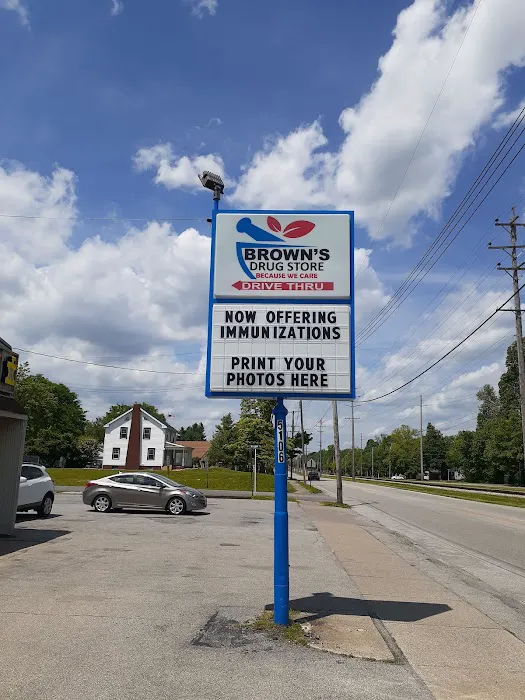 BROWN'S
DRUG STORE
BECAUSE WE CARE
DRIVE THRU
NOW OFFERING
IMMUNIZATIONS
PRINT YOUR
PHOTOS HERE
5106